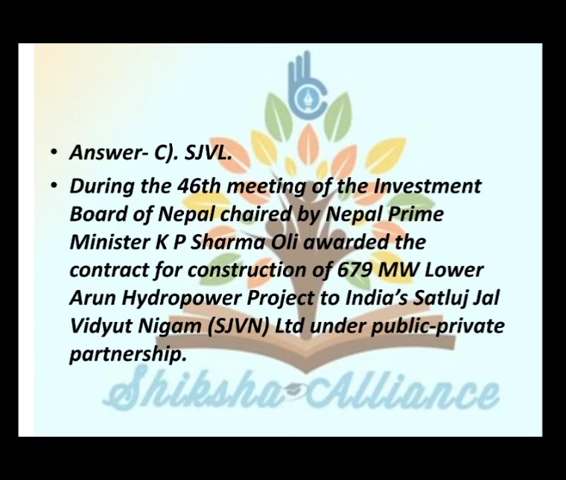 • Answer- C). SJVL.
• During the 46th meeting of the Investment
Board of Nepal chaired by Nepal Prime
Minister K P Sharma Oli awarded the
contract for construction of 679 MW Lower
Arun Hydropower Project to India's Satluj Jal
Vidyut Nigam (SJVN) Ltd under public-private
partnership.
Shiksha Alliance